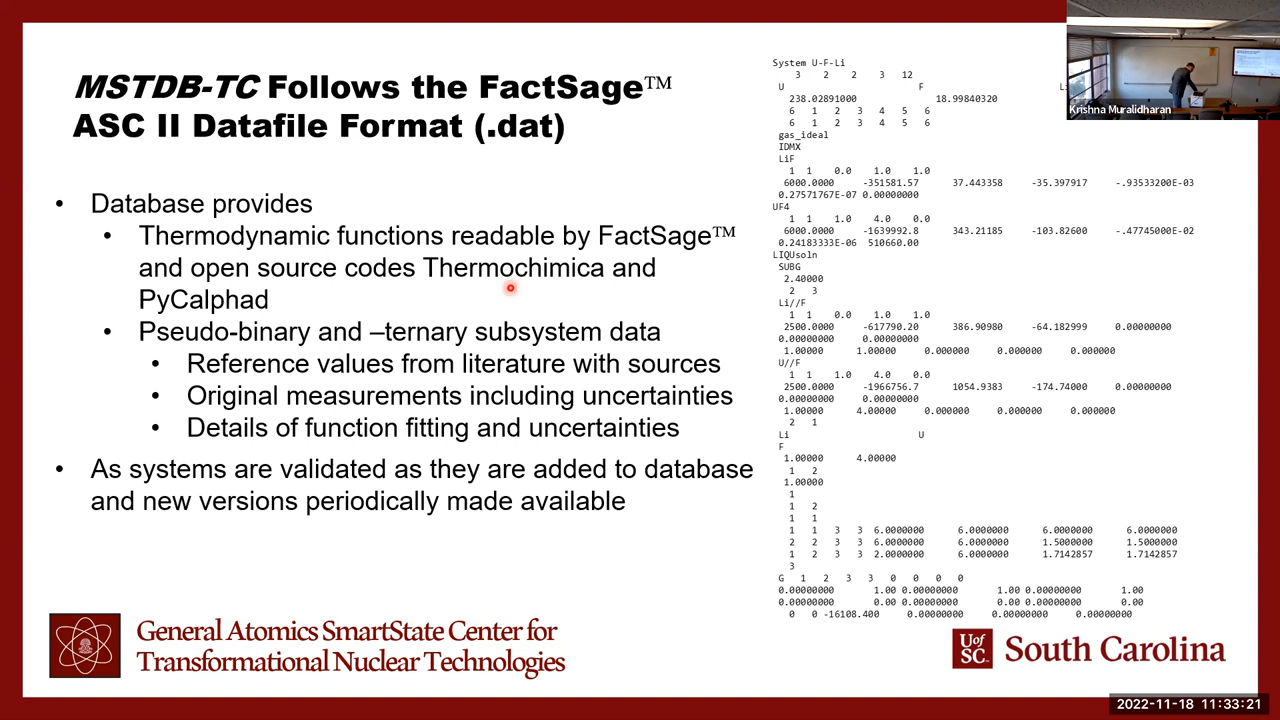 MSTDB-TC Follows the FactSage™
ASC II Datafile Format (.dat)
• Database provides
• Thermodynamic functions readable by FactSage™
and open source codes Thermochimica and
PyCalphad
• Pseudo-binary and –ternary subsystem data
• Reference values from literature with sources
• Original measurements including uncertainties
• Details of function fitting and uncertainties
• As systems are validated as they are added to database
and new versions periodically made available
System U-F-Li
3 2 2 3 12
U F
238.02891000 18.99840320
6 1 2 3 4 5 6
6 1 2 3 4 5 6
gas_ideal
IDMX
LiF
1 1 0.0 1.0 1.0
6000.0000 -351581.57 37.443358 -35.397917 -.93533200E-03
0.27571767E-07 0.00000000
UF4
1 1 1.0 4.0 0.0
6000.0000 -1639992.8 343.21185 -103.82600 -.47745000E-02
0.24183333E-06 510660.00
LIQUsoln
SUBG
2.40000
2 3
Li//F
1 1 0.0 1.0 1.0
2500.0000 -617790.20 386.90980 -64.182999 0.00000000
0.00000000 0.00000000
1.00000 1.00000 0.000000 0.000000 0.000000
U//F
1 1 1.0 4.0 0.0
2500.0000 -1966756.7 1054.9383 -174.74000 0.00000000
0.00000000 0.00000000
1.00000 4.00000 0.000000 0.000000 0.000000
2 1
Li U
F
1.00000 4.00000
1 2
1.00000
1
1 2
1 1
1 1 3 3 6.0000000 6.0000000 6.0000000 6.0000000
2 2 3 3 6.0000000 6.0000000 1.5000000 1.5000000
1 2 3 3 2.0000000 6.0000000 1.7142857 1.7142857
3
G 1 2 3 3 0 0 0 0
0.00000000 1.00 0.00000000 1.00 0.00000000 1.00
0.00000000 0.00 0.00000000 0.00 0.00000000 0.00
0 0 -16108.400 0.00000000 0.00000000 0.00000000
Krishna Muralidharan
General Atomics SmartState Center for
Transformational Nuclear Technologies
UofSC
South Carolina
2022-11-18 11:33:21